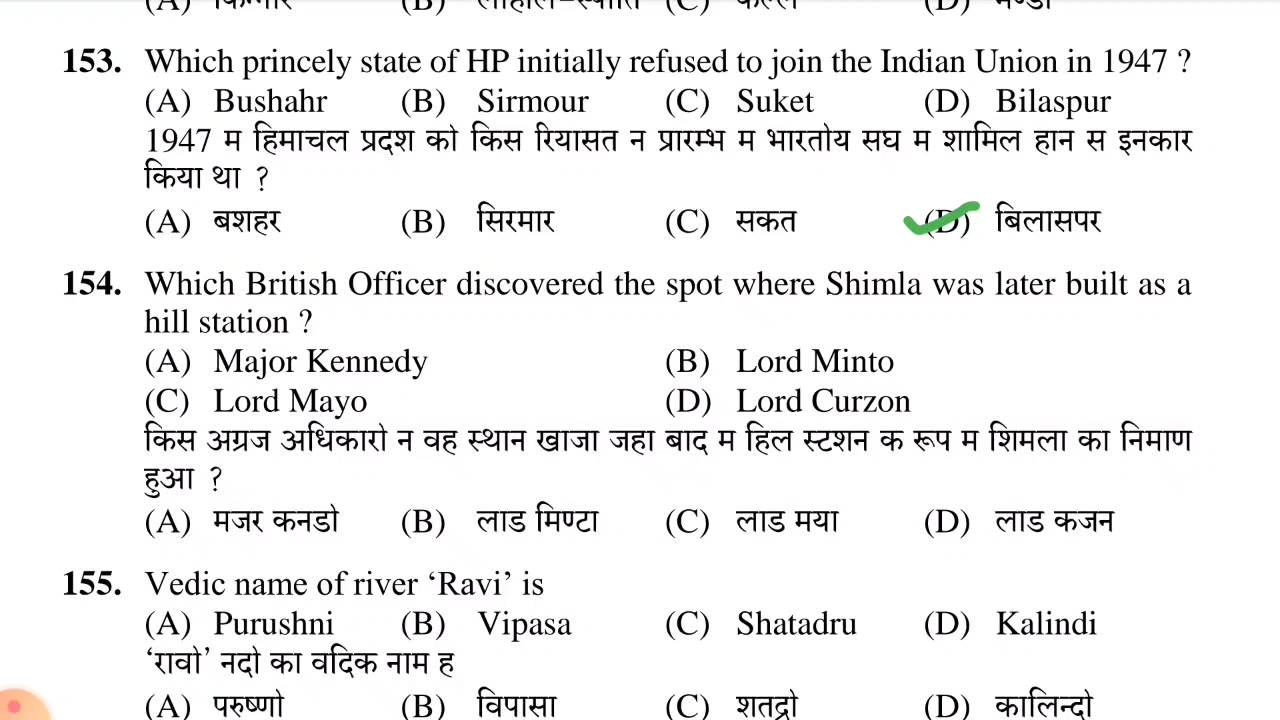 (A) किन्नार (B) लाहाल-स्पीति (C) कल्ल (D) मण्डी
153. Which princely state of HP initially refused to join the Indian Union in 1947 ?
(A) Bushahr (B) Sirmour (C) Suket (D) Bilaspur
1947 म हिमाचल प्रदश को किस रियासत न प्रारम्भ म भारतोय सघ म शामिल हान स इनकार
किया था ?
(A) बशहर (B) सिरमार (C) सकत (D) बिलासपर
154. Which British Officer discovered the spot where Shimla was later built as a
hill station ?
(A) Major Kennedy (B) Lord Minto
(C) Lord Mayo (D) Lord Curzon
किस अग्रज अधिकारो न वह स्थान खाजा जहा बाद म हिल स्टशन क रूप म शिमला का निमाण
हुआ ?
(A) मजर कनडो (B) लाड मिण्टा (C) लाड मया (D) लाड कजन
155. Vedic name of river ‘Ravi’ is
(A) Purushni (B) Vipasa (C) Shatadru (D) Kalindi
‘रावो’ नदो का वदिक नाम ह
(A) परुष्णो (B) विपासा (C) शतद्रो (D) कालिन्दो